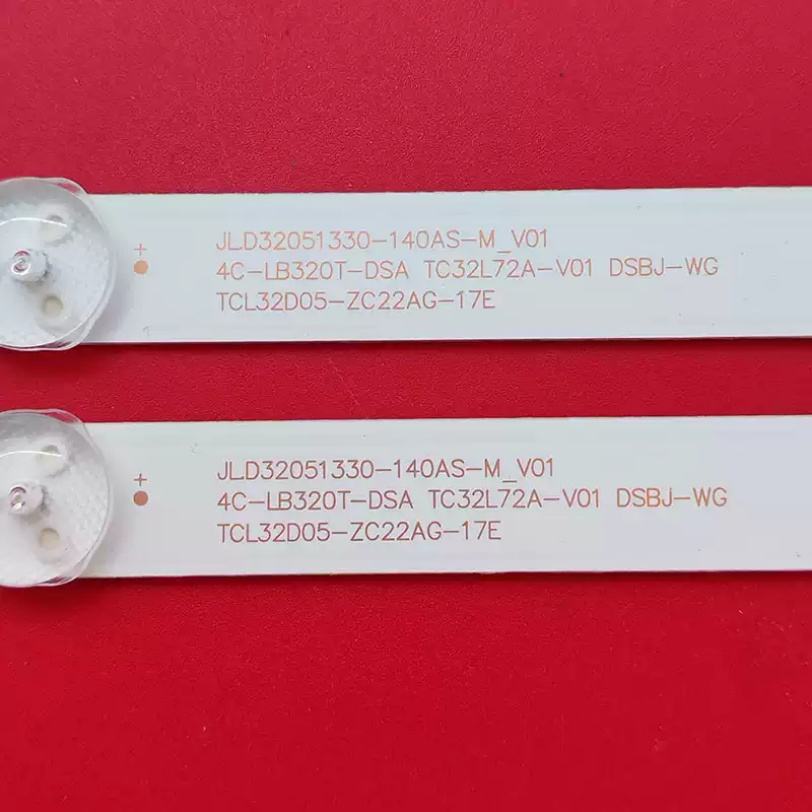 +
JLD32051330-140AS-M_V01
4C-LB320T-DSA TC32L72A-V01 DSBJ-WG
TCL32D05-ZC22AG-17E
+
JLD32051330-140AS-M_V01
4C-LB320T-DSA TC32L72A-V01 DSBJ-WG
TCL32D05-ZC22AG-17E